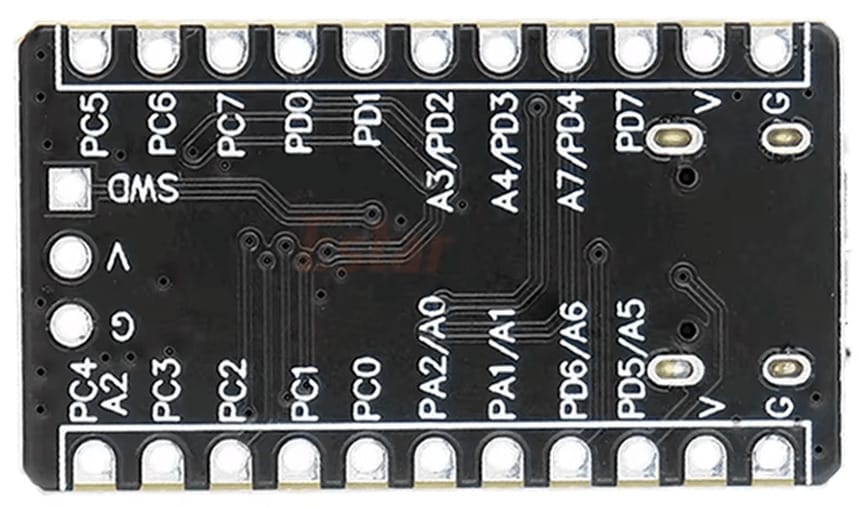 PC5
PC6
PC7
PD0
PD1
A3/PD2
A4/PD3
A7/PD4
PD7
V
G
SWD
V
G
PC4
A2
PC3
PC2
PC1
PC0
PA2/A0
PA1/A1
PD6/A6
PD5/A5
V
G